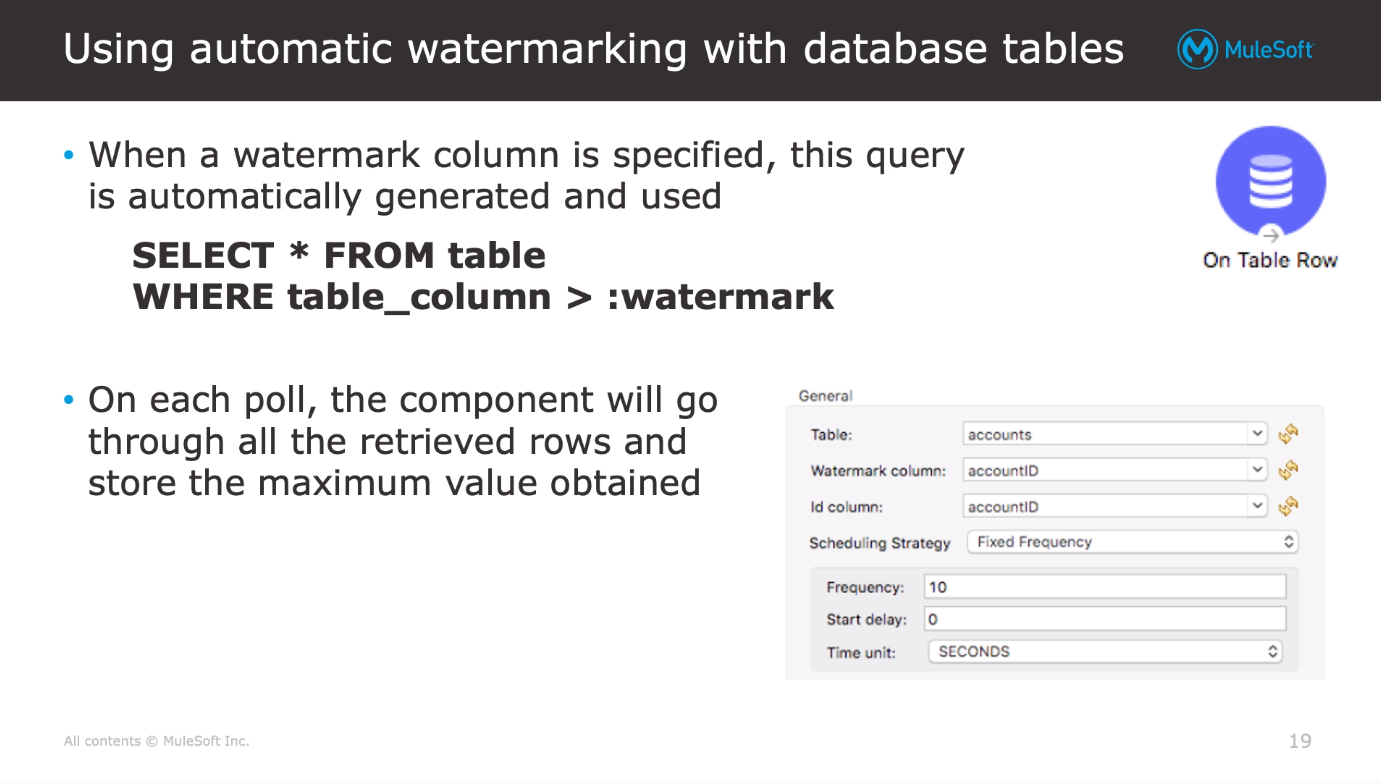 Using automatic watermarking with database tables
MuleSoft
• When a watermark column is specified, this query
is automatically generated and used
SELECT * FROM table
WHERE table_column > :watermark
On Table Row
• On each poll, the component will go
through all the retrieved rows and
store the maximum value obtained
General
Table: accounts
Watermark column: accountID
Id column: accountID
Scheduling Strategy Fixed Frequency
Frequency: 10
Start delay: 0
Time unit: SECONDS
All contents © MuleSoft Inc.
19